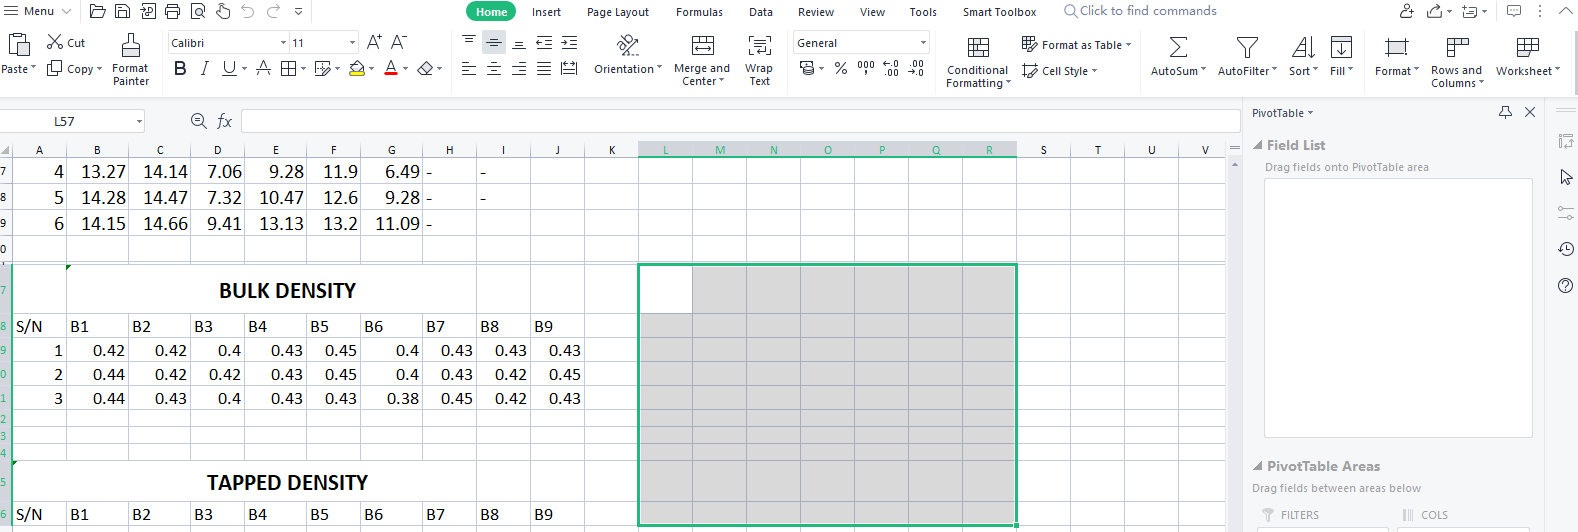 Menu Home Insert Page Layout Formulas Data Review View Tools Smart Toolbox Click to find commands
Cut Calibri 11 General Format as Table
Paste Copy Format Painter B I U A A Orientation Merge and Center Wrap Text % 000 Conditional Formatting Cell Style AutoSum AutoFilter Sort Fill Format Rows and Columns Worksheet
L57 fx PivotTable
A B C D E F G H I J K L M N O P Q R S T U V
Field List
Drag fields onto PivotTable area
7 4 13.27 14.14 7.06 9.28 11.9 6.49 - -
8 5 14.28 14.47 7.32 10.47 12.6 9.28 - -
9 6 14.15 14.66 9.41 13.13 13.2 11.09 -
0
7 BULK DENSITY
8 S/N B1 B2 B3 B4 B5 B6 B7 B8 B9
9 1 0.42 0.42 0.4 0.43 0.45 0.4 0.43 0.43 0.43
0 2 0.44 0.42 0.42 0.43 0.45 0.4 0.43 0.42 0.45
1 3 0.44 0.43 0.4 0.43 0.43 0.38 0.45 0.42 0.43
2
3
4
5 TAPPED DENSITY
6 S/N B1 B2 B3 B4 B5 B6 B7 B8 B9
PivotTable Areas
Drag fields between areas below
FILTERS COLS